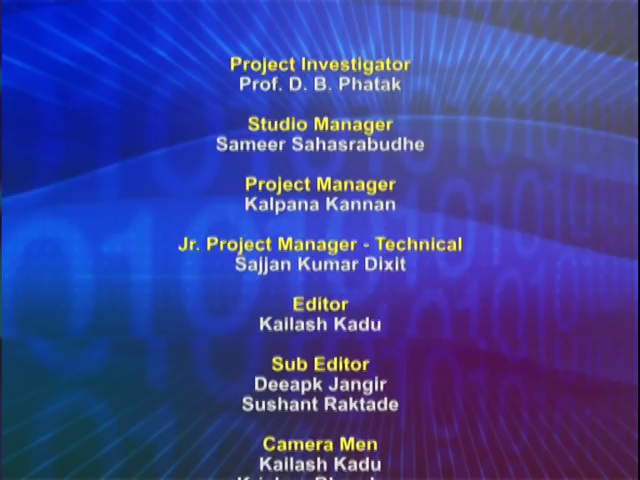 Project Investigator
Prof. D. B. Phatak
Studio Manager
Sameer Sahasrabudhe
Project Manager
Kalpana Kannan
Jr. Project Manager - Technical
Sajjan Kumar Dixit
Editor
Kailash Kadu
Sub Editor
Deeapk Jangir
Sushant Raktade
Camera Men
Kailash Kadu